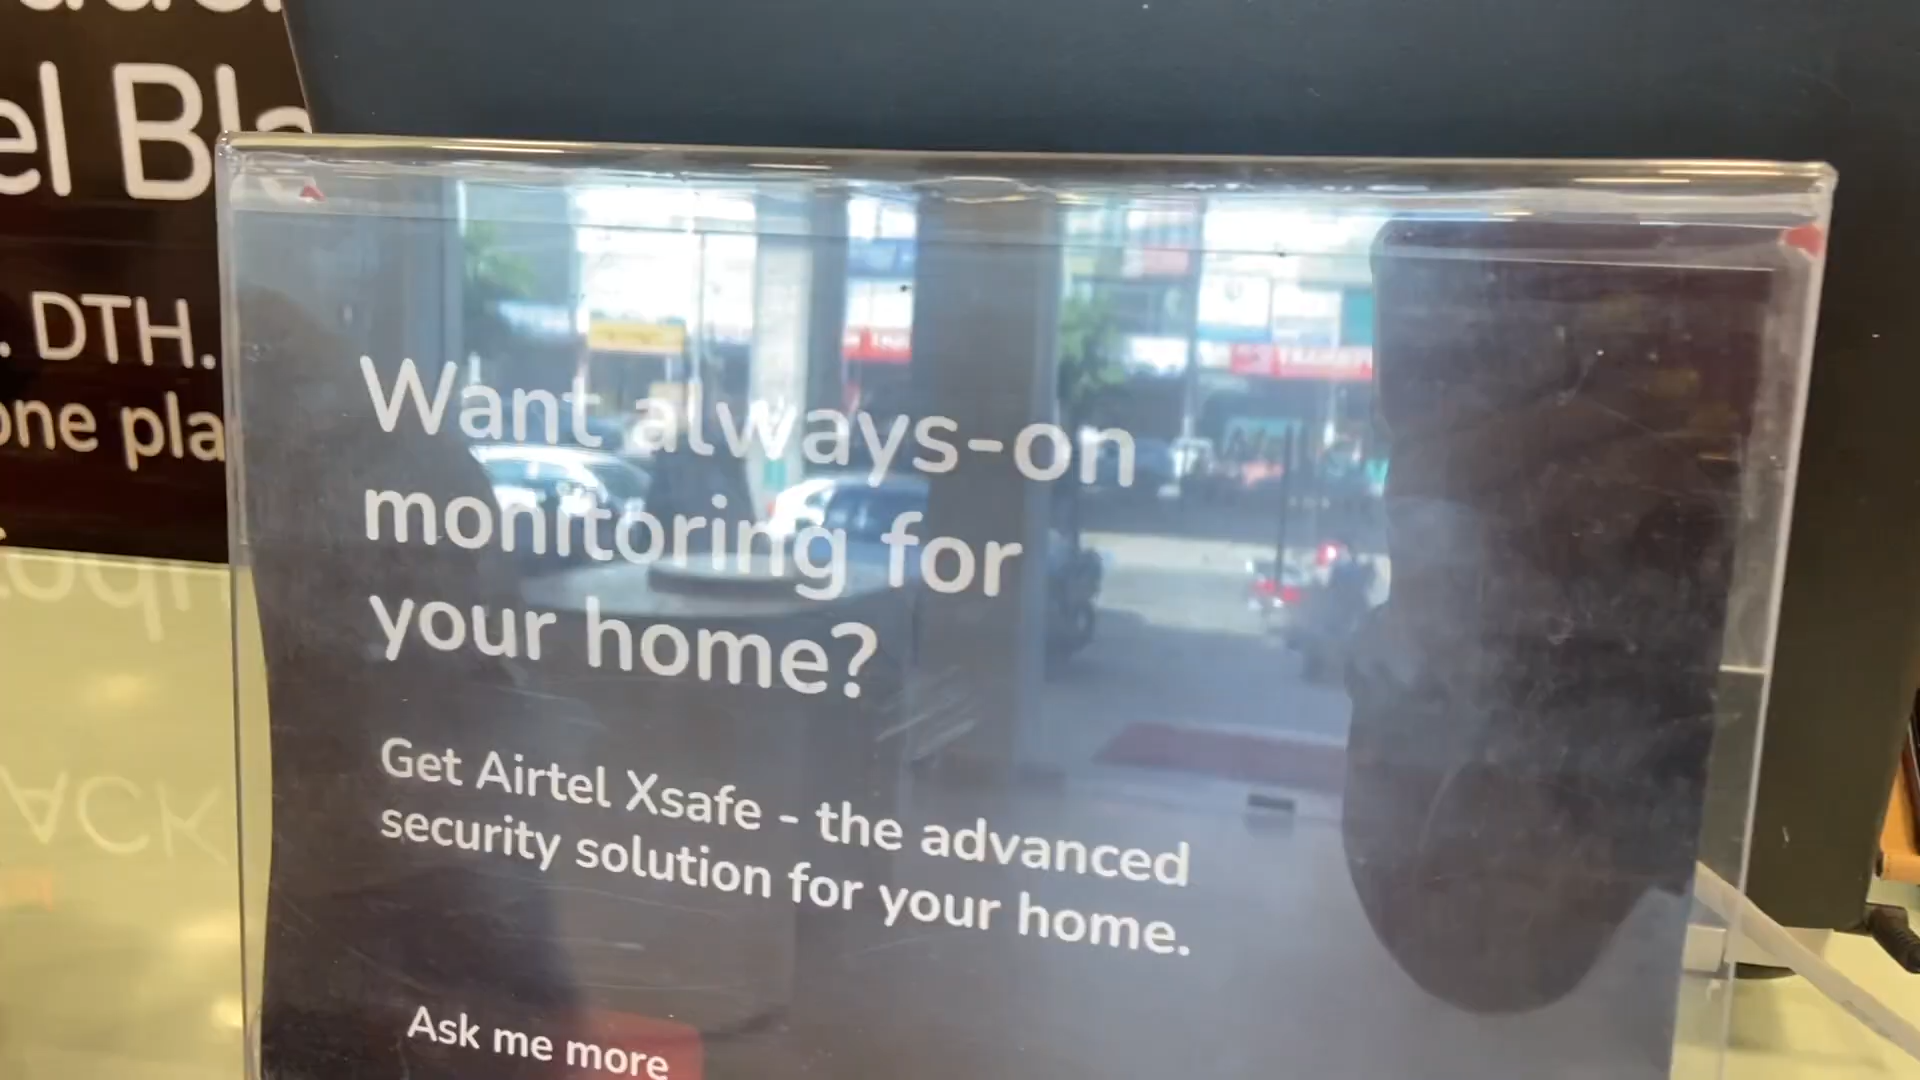 el Bla
. DTH.
one pla
Want always-on
monitoring for
your home?
Get Airtel Xsafe - the advanced
security solution for your home.
Ask me more